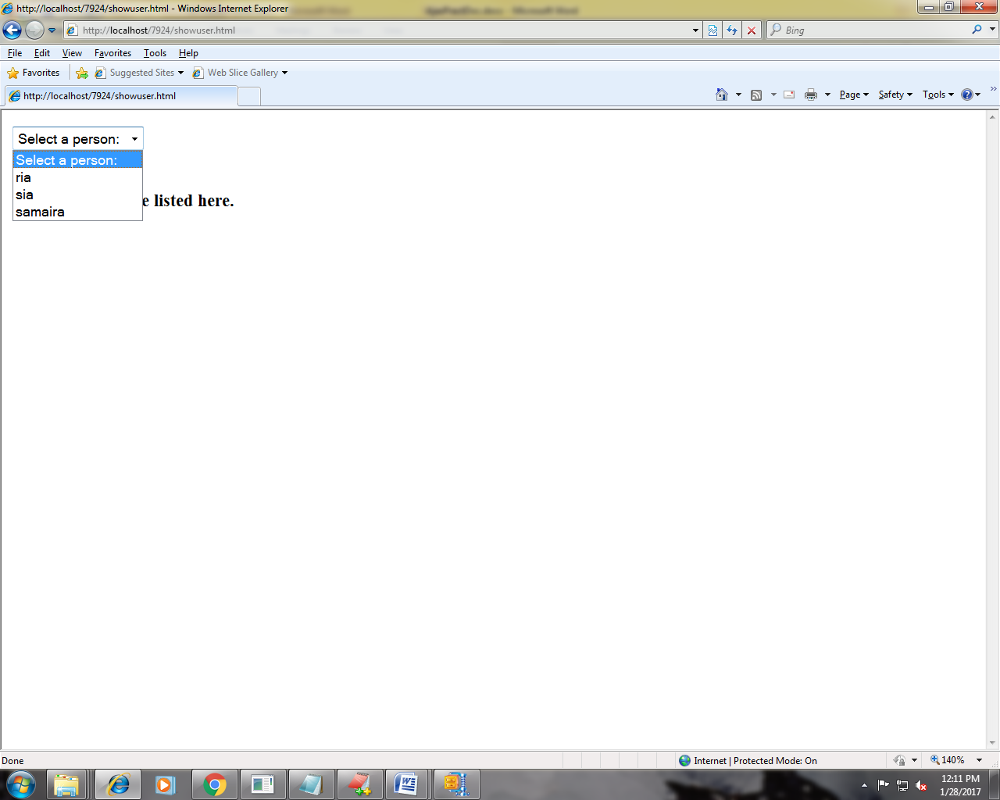 http://localhost/7924/showuser.html - Windows Internet Explorer
http://localhost/7924/showuser.html
Bing
File Edit View Favorites Tools Help
Favorites Suggested Sites Web Slice Gallery
http://localhost/7924/showuser.html
Page Safety Tools
Select a person:
Select a person:
ria
sia
listed here.
samaira
Done
Internet | Protected Mode: On
140%
12:11 PM
1/28/2017